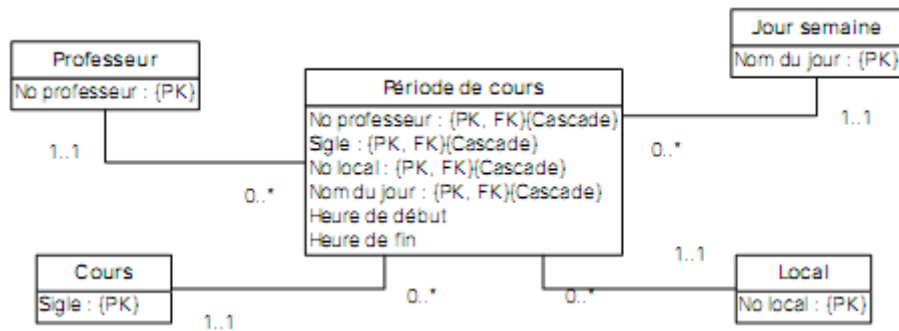 Professeur
No professeur : {PK}
Jour semaine
Nom du jour : {PK}
Période de cours
No professeur : {PK, FK}{Cascade}
Sigle : {PK, FK}{Cascade}
No local : {PK, FK}{Cascade}
Nom du jour : {PK, FK}{Cascade}
Heure de début
Heure de fin
1..1
0..*
1..1
0..*
Cours
Sigle : {PK}
1..1
0..*
0..*
1..1
Local
No local : {PK}